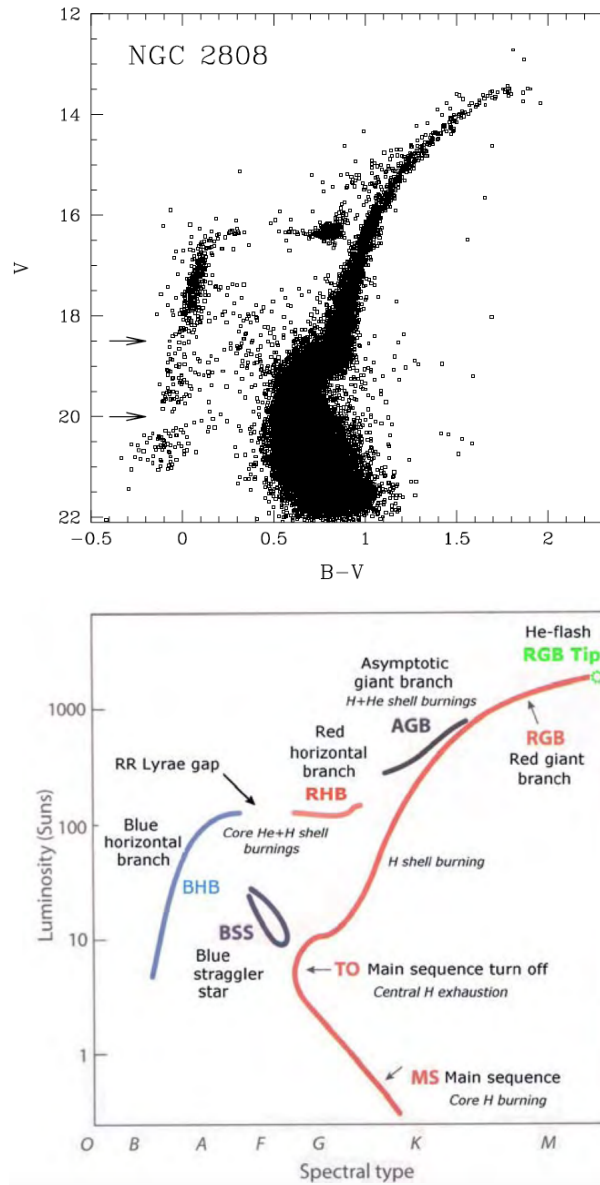 NGC 2808
12
14
16
18
20
22
V
-0.5
0
0.5
1
1.5
2
B-V
He-flash
RGB Tip
Asymptotic
giant branch
H+He shell burnings
AGB
RGB
Red giant
branch
Red
horizontal
branch
RHB
RR Lyrae gap
Core He+H shell
burnings
Blue
horizontal
branch
BHB
H shell burning
BSS
Blue
straggler
star
TO Main sequence turn off
Central H exhaustion
MS Main sequence
Core H burning
1000
100
10
1
Luminosity (Suns)
O B A F G K M
Spectral type